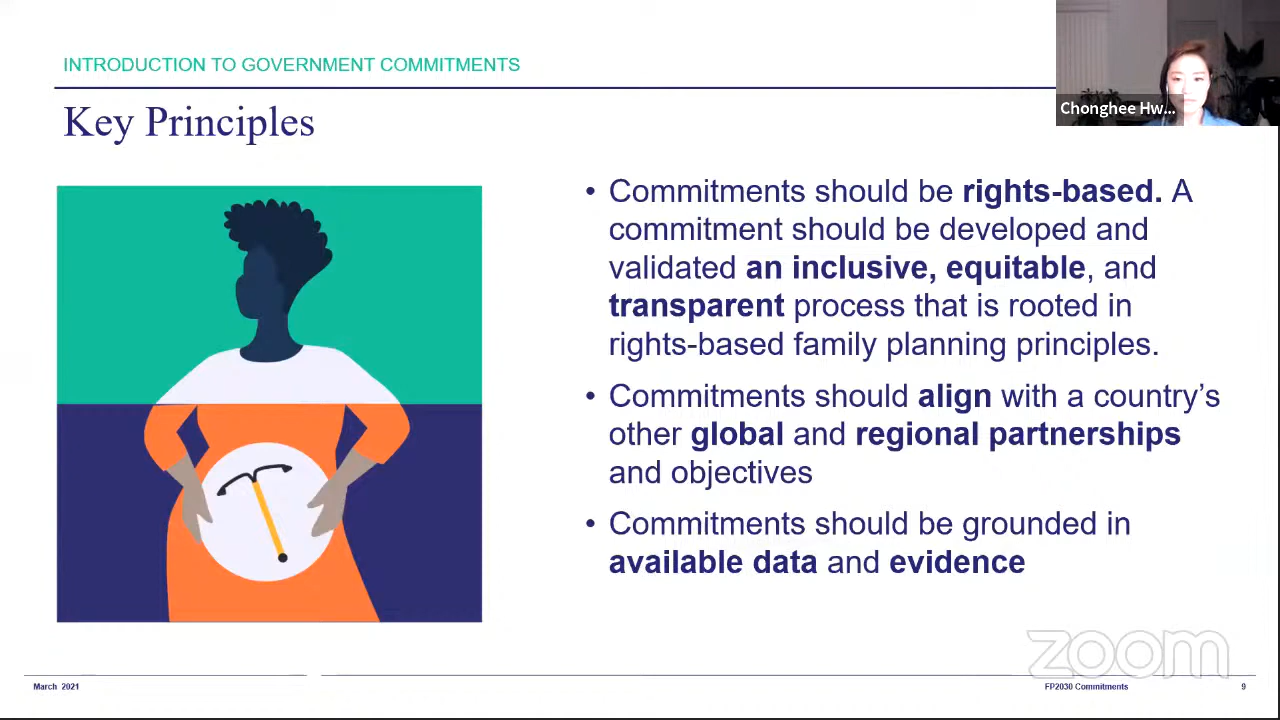 INTRODUCTION TO GOVERNMENT COMMITMENTS
Chonghee Hw...
Key Principles
• Commitments should be rights-based. A
commitment should be developed and
validated an inclusive, equitable, and
transparent process that is rooted in
rights-based family planning principles.
• Commitments should align with a country’s
other global and regional partnerships
and objectives
• Commitments should be grounded in
available data and evidence
zoom
March 2021
FP2030 Commitments
9